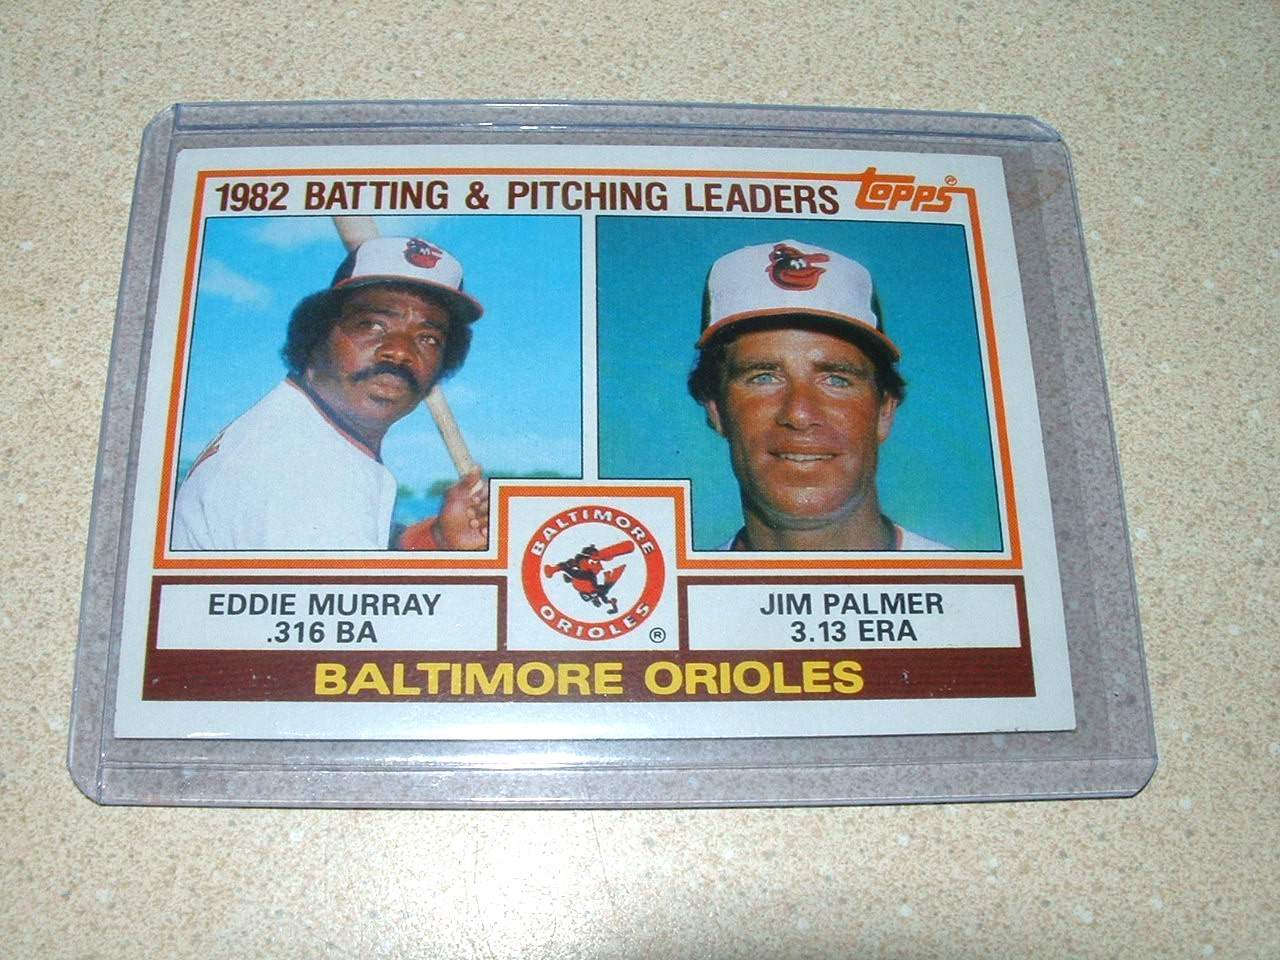 1982 BATTING & PITCHING LEADERS
TOPPS®
BALTIMORE
ORIOLES
®
EDDIE MURRAY
.316 BA
JIM PALMER
3.13 ERA
BALTIMORE ORIOLES